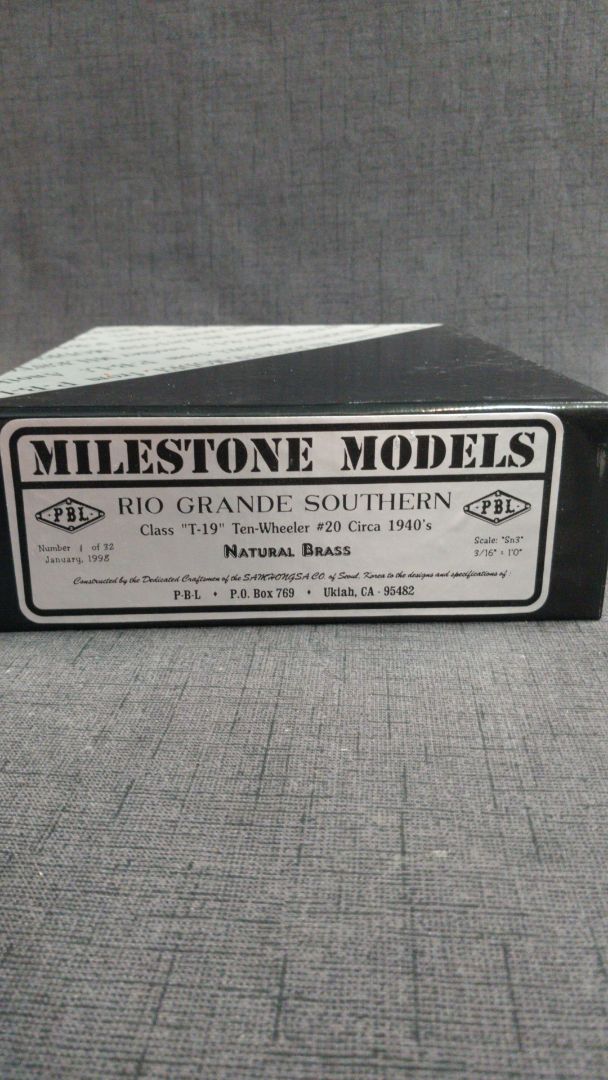 MILESTONE MODELS
PBL RIO GRANDE SOUTHERN PBL
Class "T-19" Ten-Wheeler #20 Circa 1940's
Number 1 of 32
January, 1998
NATURAL BRASS
Scale: "Sn3"
3/16" = 1'0"
Constructed by the Dedicated Craftsmen of the SAMHONGSA CO. of Seoul, Korea to the designs and specifications of :
P-B-L • P.O. Box 769 • Ukiah, CA - 95482